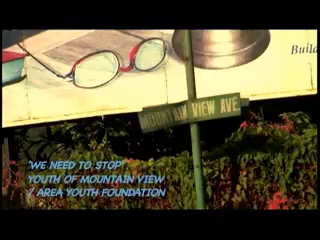 Build
MOUNTAIN VIEW AVE
"WE NEED TO STOP"
YOUTH OF MOUNTAIN VIEW
/ AREA YOUTH FOUNDATION